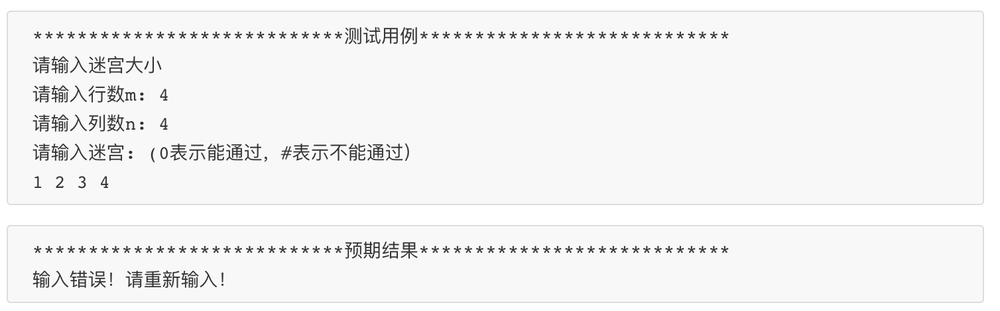 ****************************测试用例****************************
请输入迷宫大小
请输入行数m: 4
请输入列数n: 4
请输入迷宫: (0表示能通过，#表示不能通过）
1 2 3 4
****************************预期结果****************************
输入错误！请重新输入！